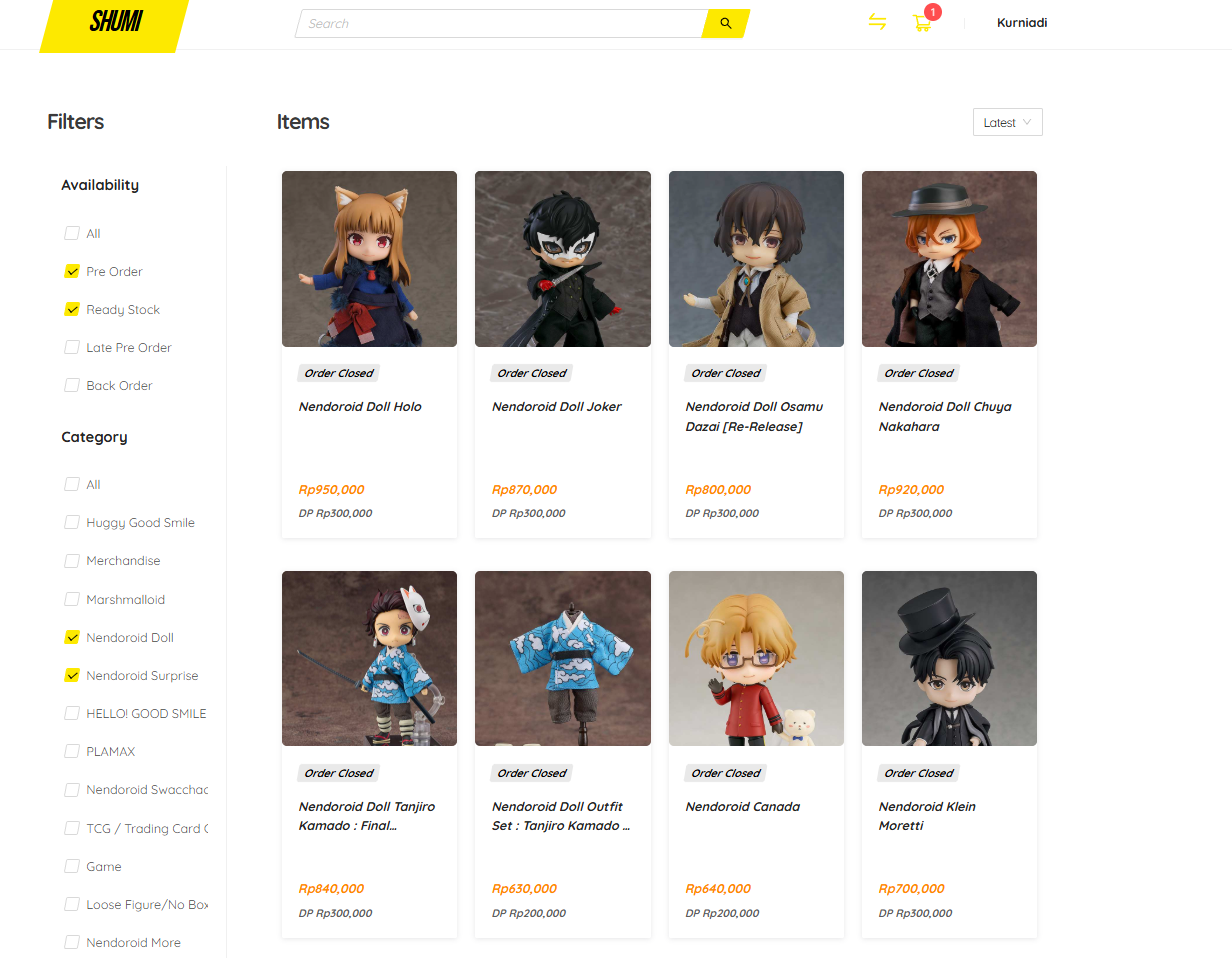 SHUMI
Search
1
Kurniadi
Filters
Items
Latest
Availability
All
Pre Order
Ready Stock
Late Pre Order
Back Order
Category
All
Huggy Good Smile
Merchandise
Marshmalloid
Nendoroid Doll
Nendoroid Surprise
HELLO! GOOD SMILE
PLAMAX
Nendoroid Swacchao
TCG / Trading Card
Game
Loose Figure/No Box
Nendoroid More
Order Closed
Nendoroid Doll Holo
Rp950,000
DP Rp300,000
Order Closed
Nendoroid Doll Joker
Rp870,000
DP Rp300,000
Order Closed
Nendoroid Doll Osamu
Dazai [Re-Release]
Rp800,000
DP Rp300,000
Order Closed
Nendoroid Doll Chuya
Nakahara
Rp920,000
DP Rp300,000
Order Closed
Nendoroid Doll Tanjiro
Kamado : Final...
Rp840,000
DP Rp300,000
Order Closed
Nendoroid Doll Outfit
Set : Tanjiro Kamado ...
Rp630,000
DP Rp200,000
Order Closed
Nendoroid Canada
Rp640,000
DP Rp200,000
Order Closed
Nendoroid Klein
Moretti
Rp700,000
DP Rp300,000